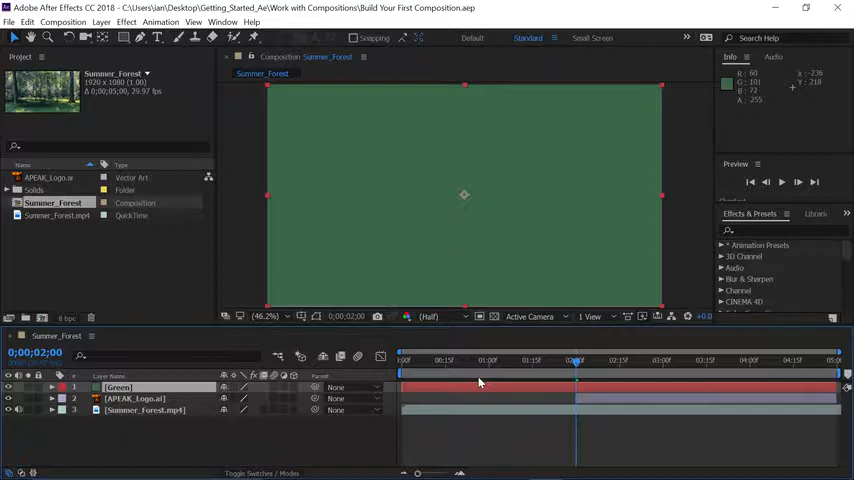 Adobe After Effects CC 2018 - C:\Users\ian\Desktop\Getting_Started_Ae\Work with Compositions\Build Your First Composition.aep
File Edit Composition Layer Effect Animation View Window Help
Snapping Default Standard Small Screen Search Help
Project
Composition Summer_Forest
Info Audio
Summer_Forest
1920 x 1080 (1.00)
Δ 0;00;05;00, 29.97 fps
Summer_Forest
R: 60
G: 101
B: 72
A: 255
X: -236
Y: 218
Name Type
APEAK_Logo.ai Vector Art
Solids Folder
Summer_Forest Composition
Summer_Forest.mp4 QuickTime
Preview
Effects & Presets Librari
* Animation Presets
3D Channel
Audio
Blur & Sharpen
Channel
CINEMA 4D
8 bpc
(46.2%) 0;00;02;00 (Half) Active Camera 1 View +0.0
Summer_Forest
0;00;02;00
:00f 00:15f 01:00f 01:15f 02:00f 02:15f 03:00f 03:15f 04:00f 04:15f 05:0
# Layer Name Parent
1 [Green] None
2 [APEAK_Logo.ai] None
3 [Summer_Forest.mp4] None
Toggle Switches / Modes